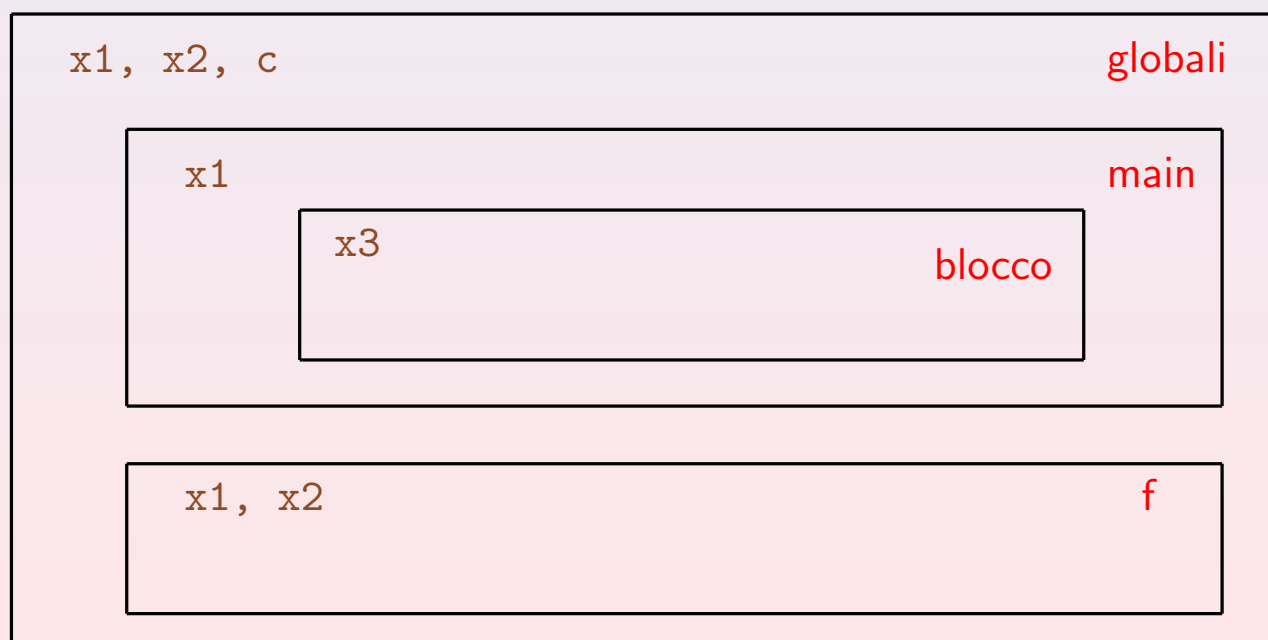 x1, x2, c globali
x1 main
x3 blocco
x1, x2 f